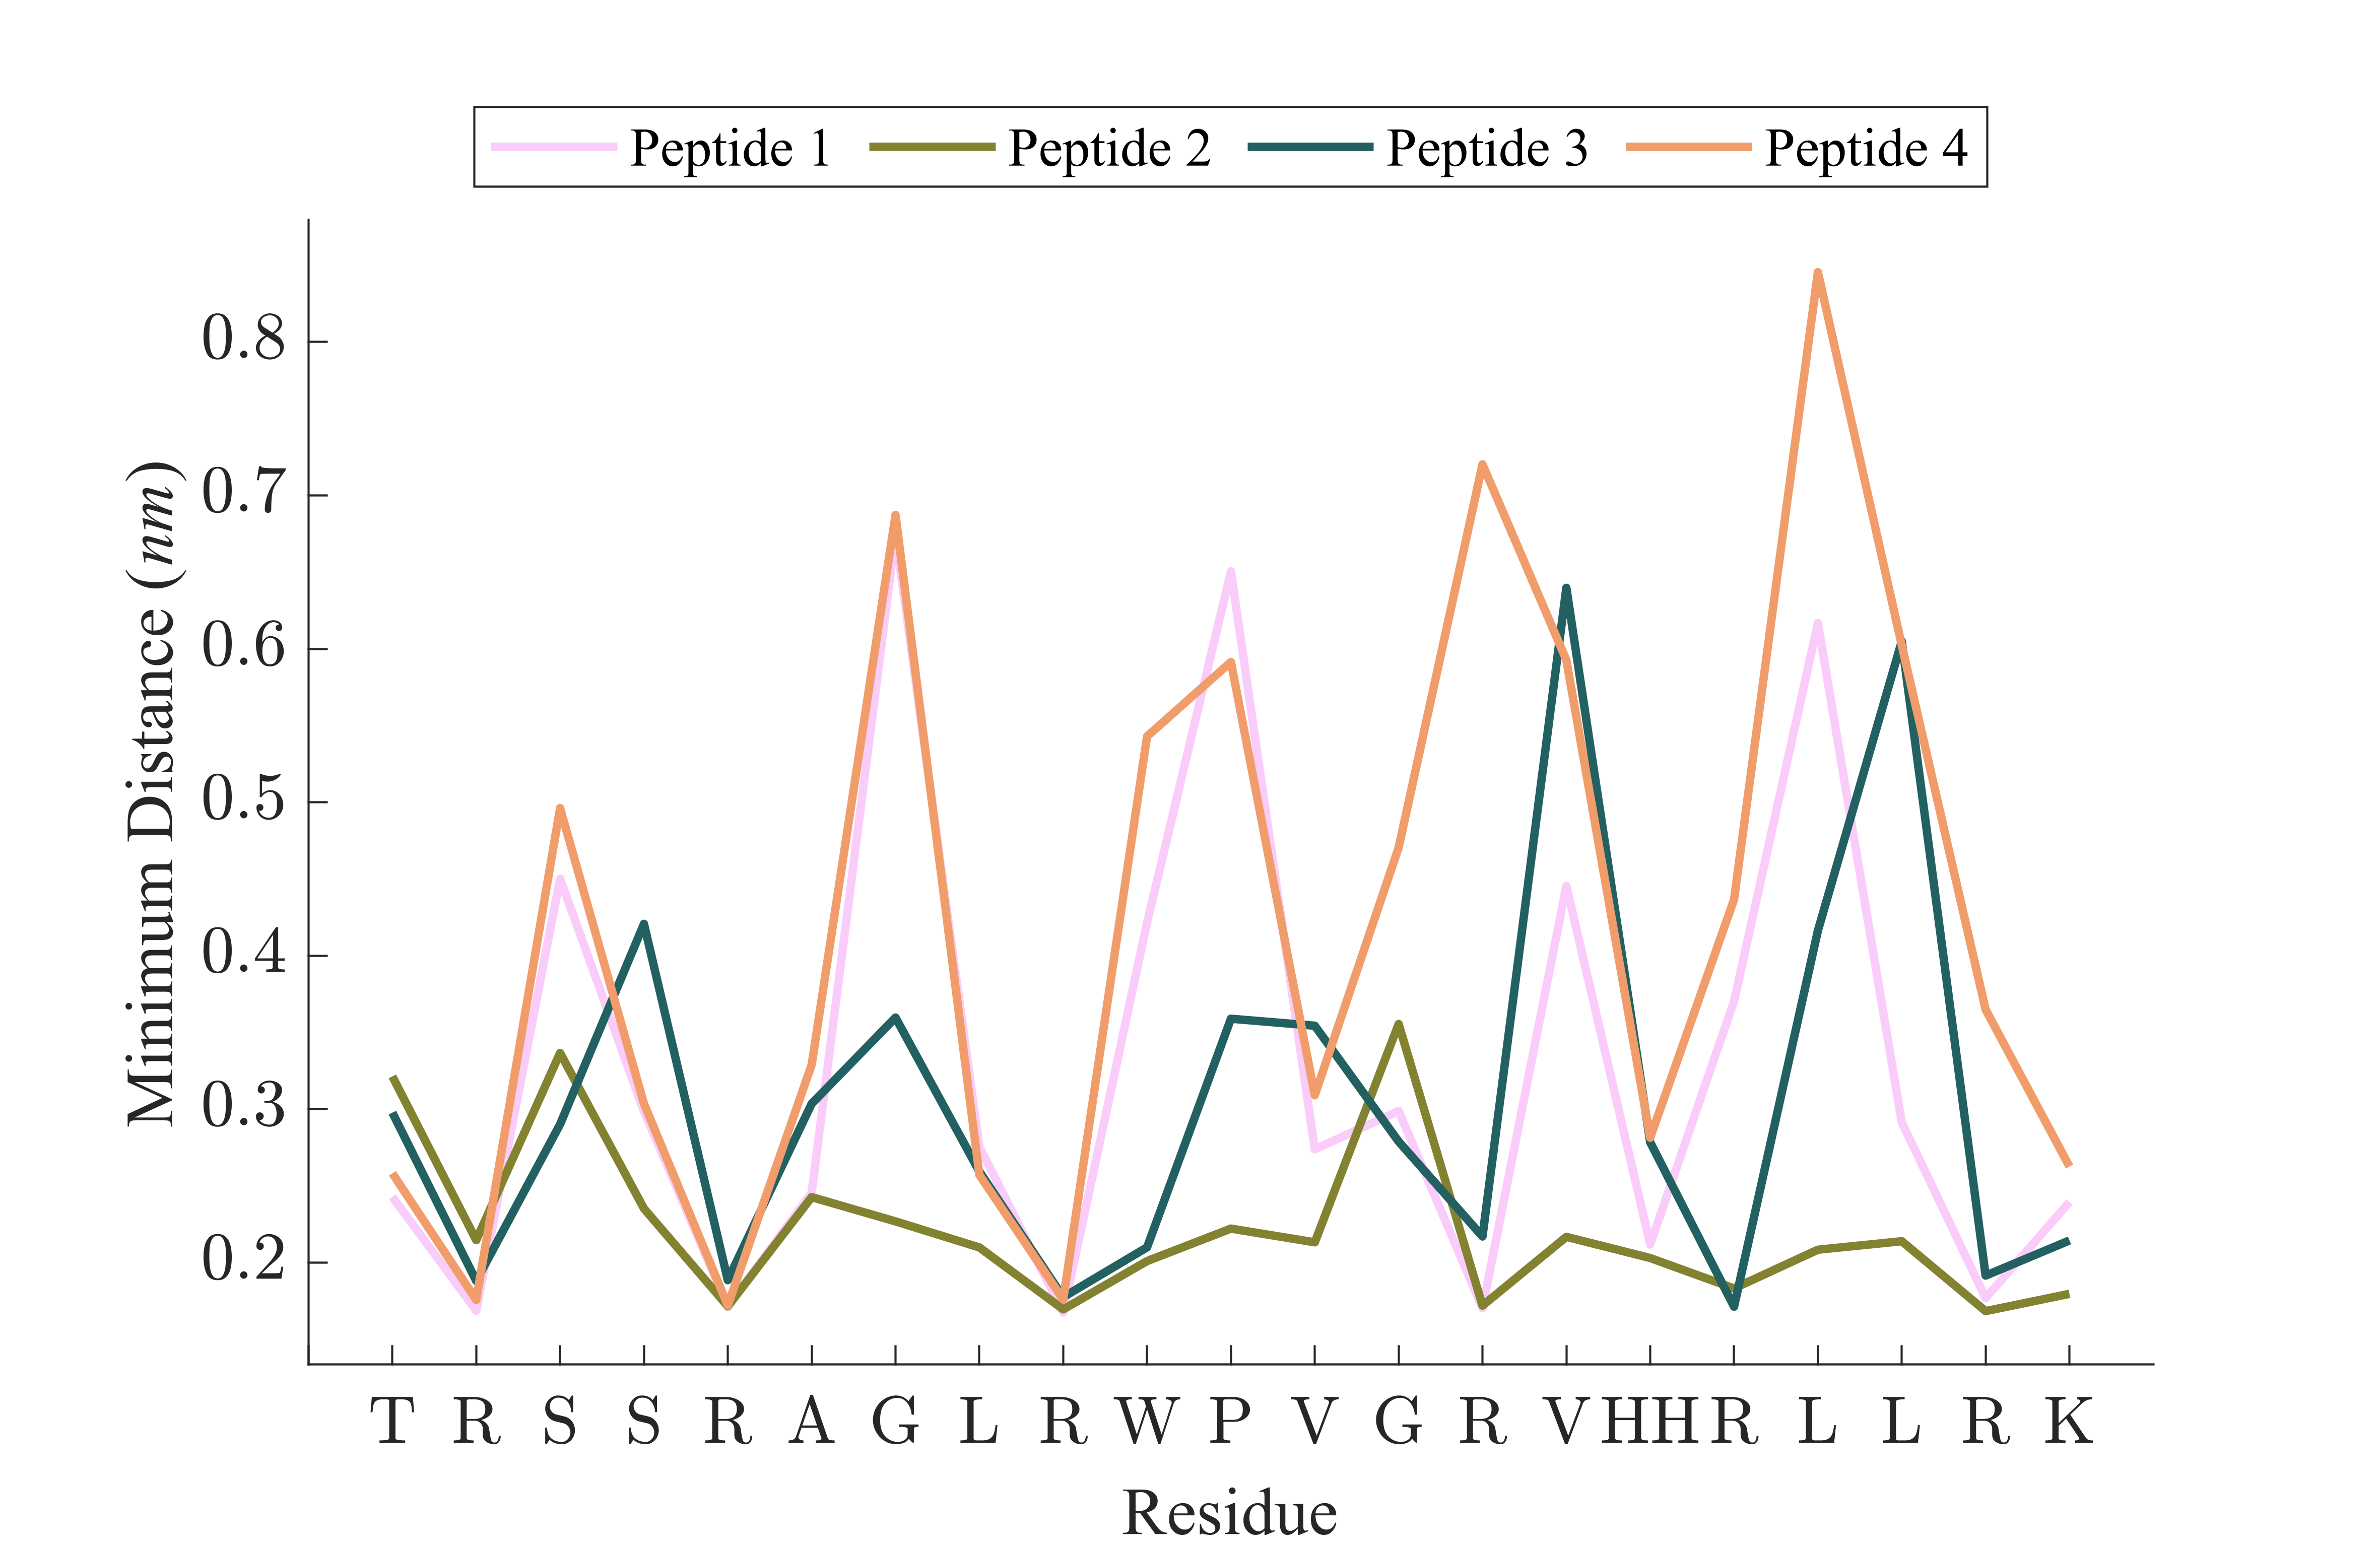 Peptide 1 Peptide 2 Peptide 3 Peptide 4
Minimum Distance (nm)
0.8
0.7
0.6
0.5
0.4
0.3
0.2
T R S S R A G L R W P V G R V HH R L L R K
Residue